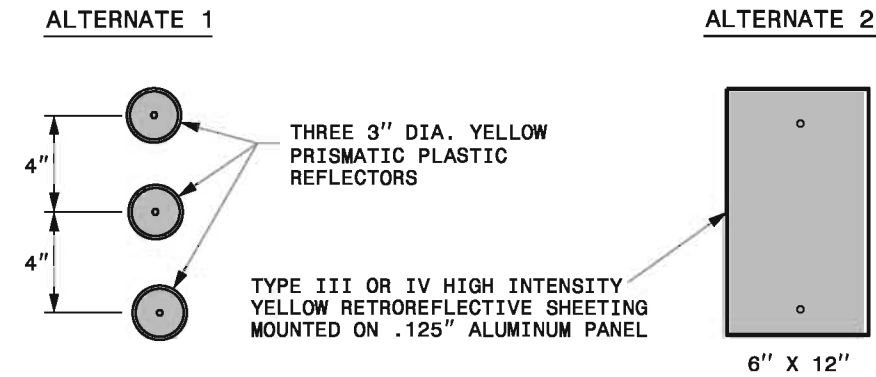 ALTERNATE 1
ALTERNATE 2
4"
4"
THREE 3" DIA. YELLOW
PRISMATIC PLASTIC
REFLECTORS
TYPE III OR IV HIGH INTENSITY
YELLOW RETROREFLECTIVE SHEETING
MOUNTED ON .125" ALUMINUM PANEL
6" X 12"